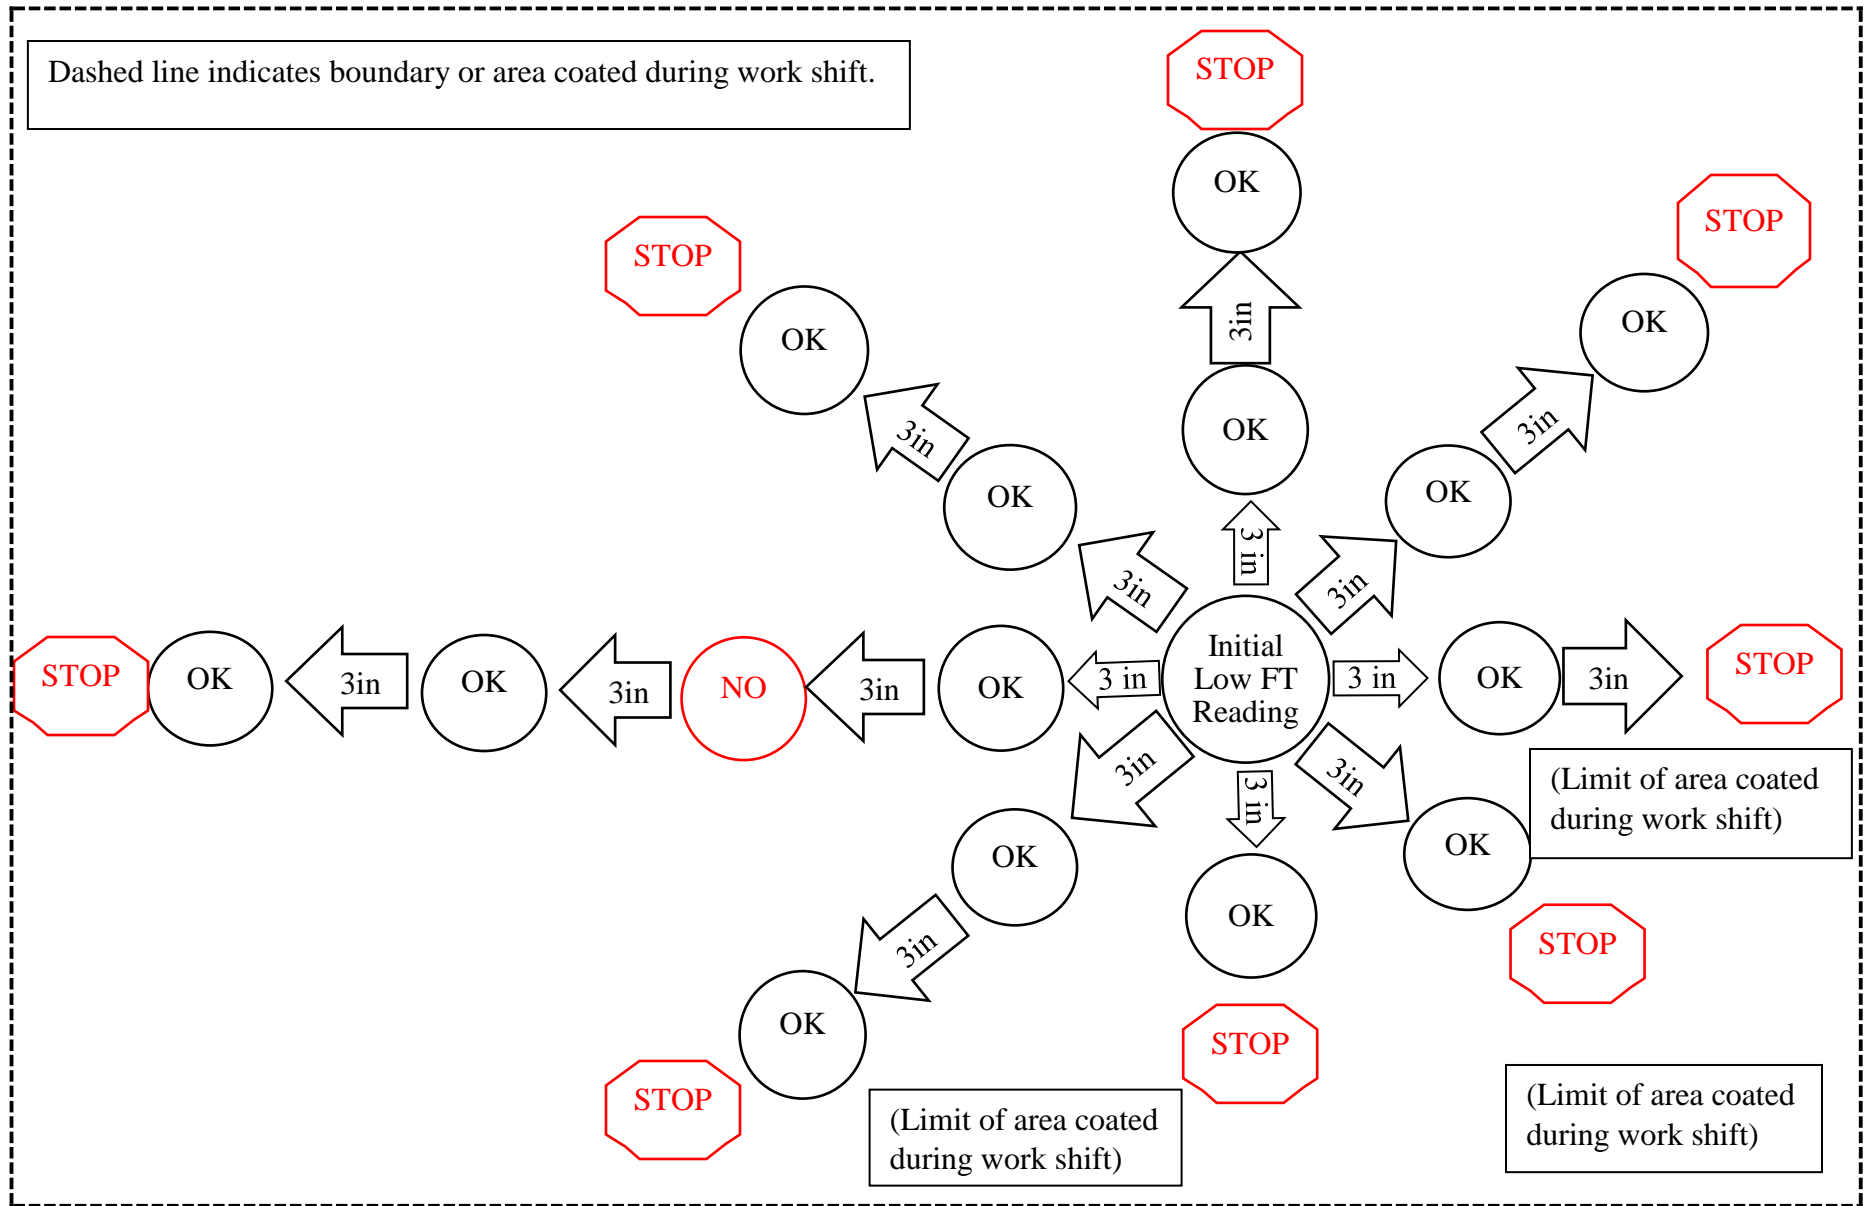 Dashed line indicates boundary or area coated during work shift.
STOP
OK
STOP
STOP
OK
3in
OK
OK
3in
3in
OK
OK
OK
3 in
3in
3in
STOP
OK
3in
OK
3in
NO
3in
OK
3 in
Initial
Low FT
Reading
3 in
OK
3in
STOP
3in
3 in
3in
(Limit of area coated
during work shift)
OK
OK
OK
3in
STOP
OK
STOP
STOP
(Limit of area coated
during work shift)
(Limit of area coated
during work shift)